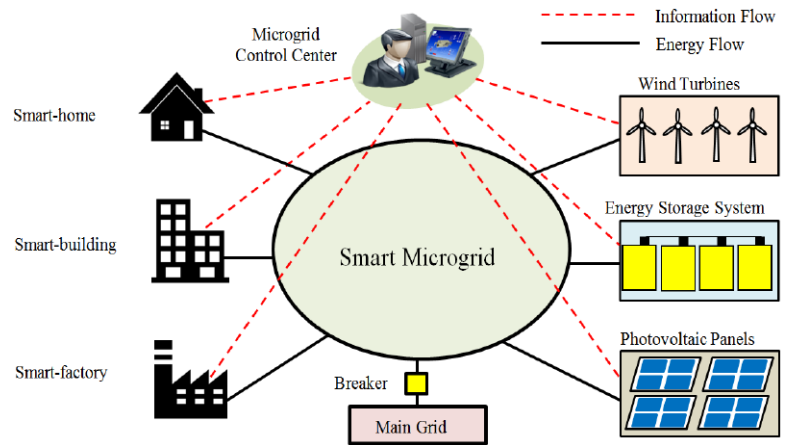 Information Flow
Energy Flow
Microgrid
Control Center
Smart-home
Wind Turbines
Smart-building
Energy Storage System
Smart Microgrid
Smart-factory
Photovoltaic Panels
Breaker
Main Grid